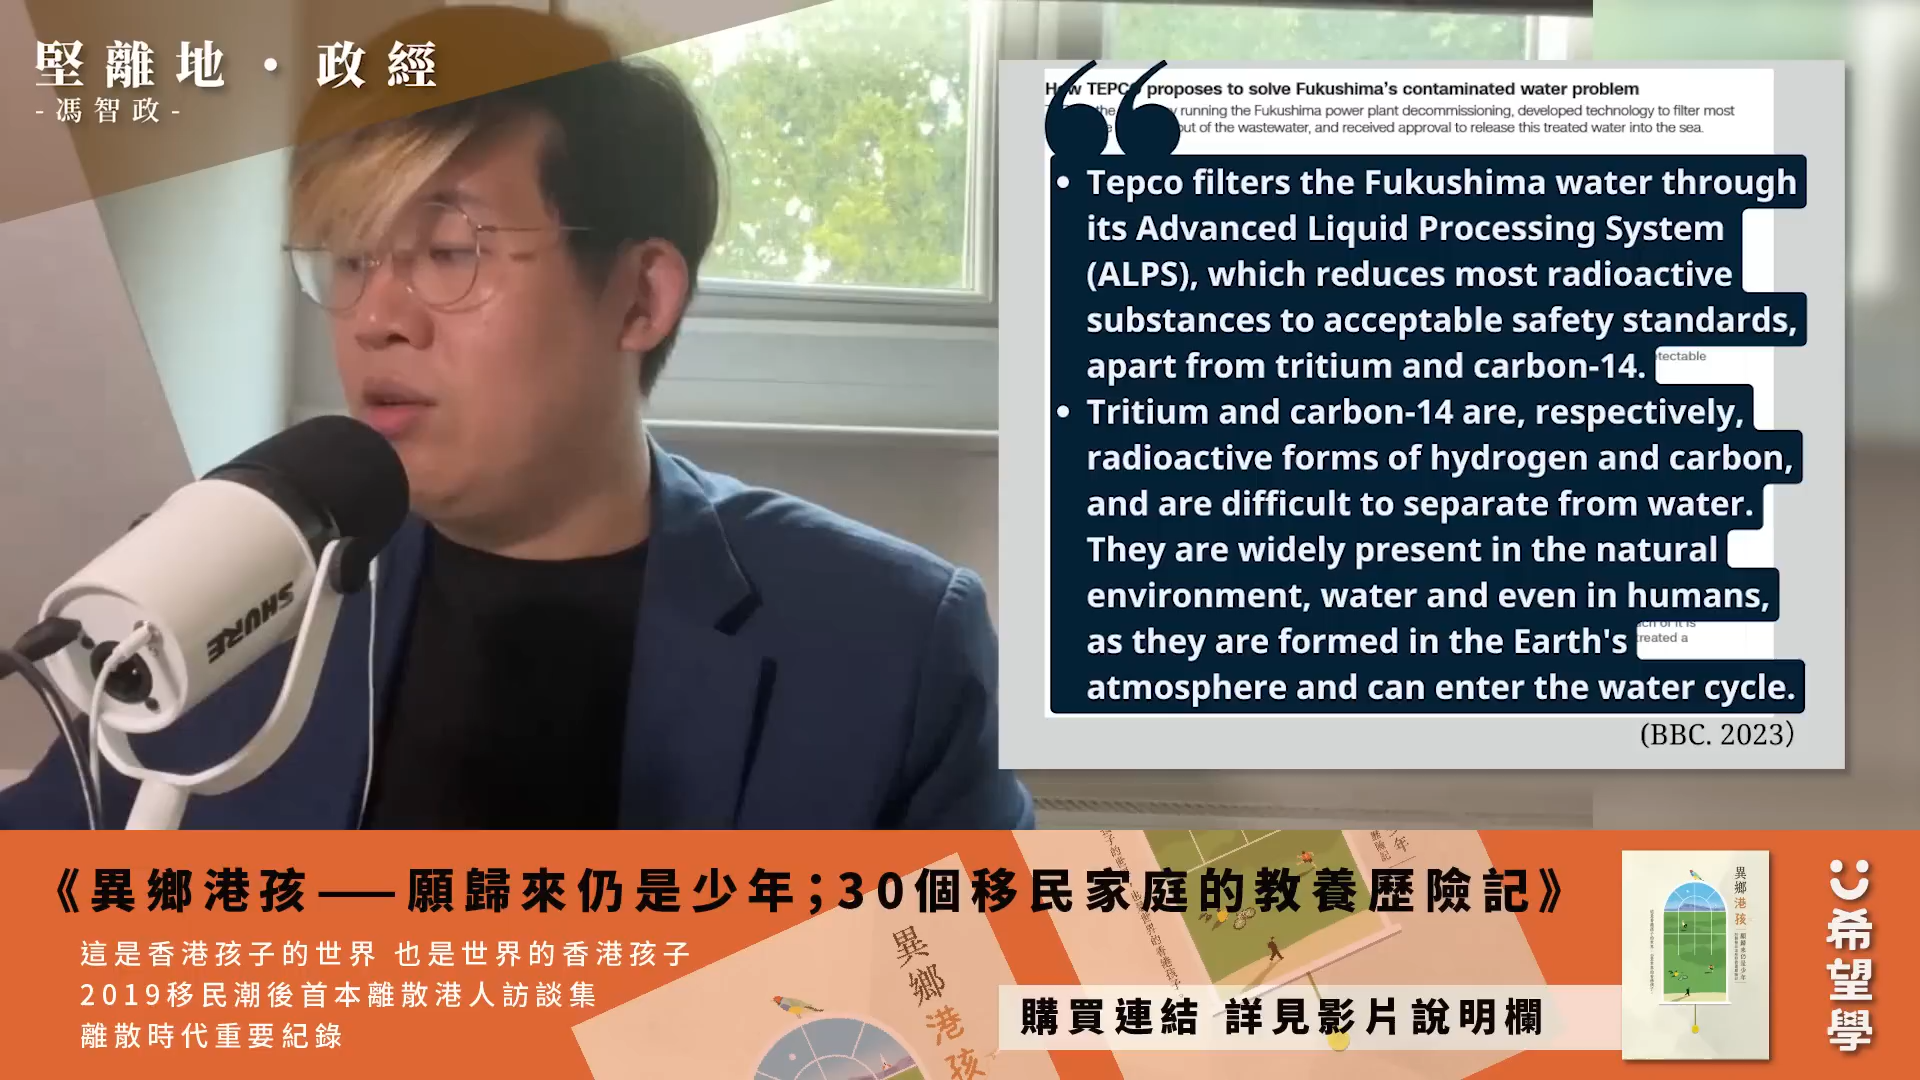 堅離地·政經
-馮智政-
How TEPCO proposes to solve Fukushima's contaminated water problem
the running the Fukushima power plant decommissioning, developed technology to filter most
out of the wastewater, and received approval to release this treated water into the sea.
• Tepco filters the Fukushima water through
its Advanced Liquid Processing System
(ALPS), which reduces most radioactive
substances to acceptable safety standards,
apart from tritium and carbon-14.
• Tritium and carbon-14 are, respectively,
radioactive forms of hydrogen and carbon,
and are difficult to separate from water.
They are widely present in the natural
environment, water and even in humans,
as they are formed in the Earth's
atmosphere and can enter the water cycle.
(BBC. 2023)
SHURE
《異鄉港孩——願歸來仍是少年;30個移民家庭的教養歷險記》
這是香港孩子的世界 也是世界的香港孩子
2019移民潮後首本離散港人訪談集
離散時代重要紀錄
異鄉港孩
購買連結 詳見影片說明欄
異鄉港孩
希望學